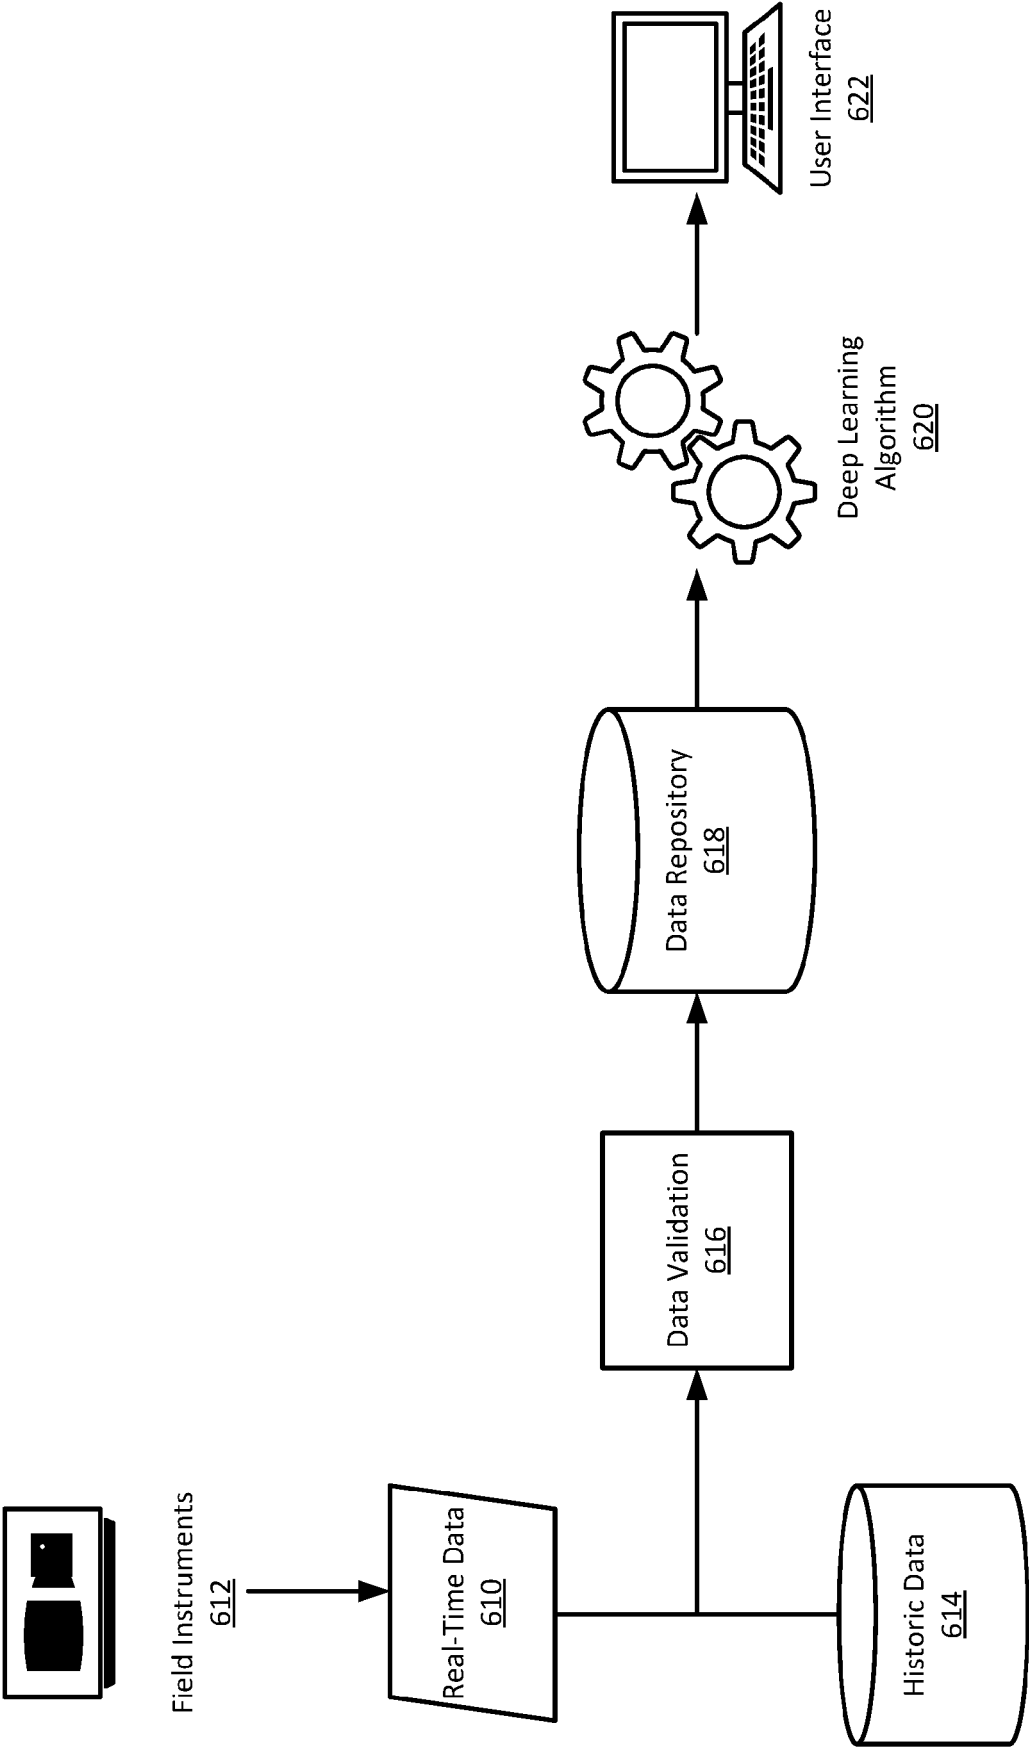 Field Instruments
612
Real-Time Data
610
Historic Data
614
Data Validation
616
Data Repository
618
Deep Learning
Algorithm
620
User Interface
622